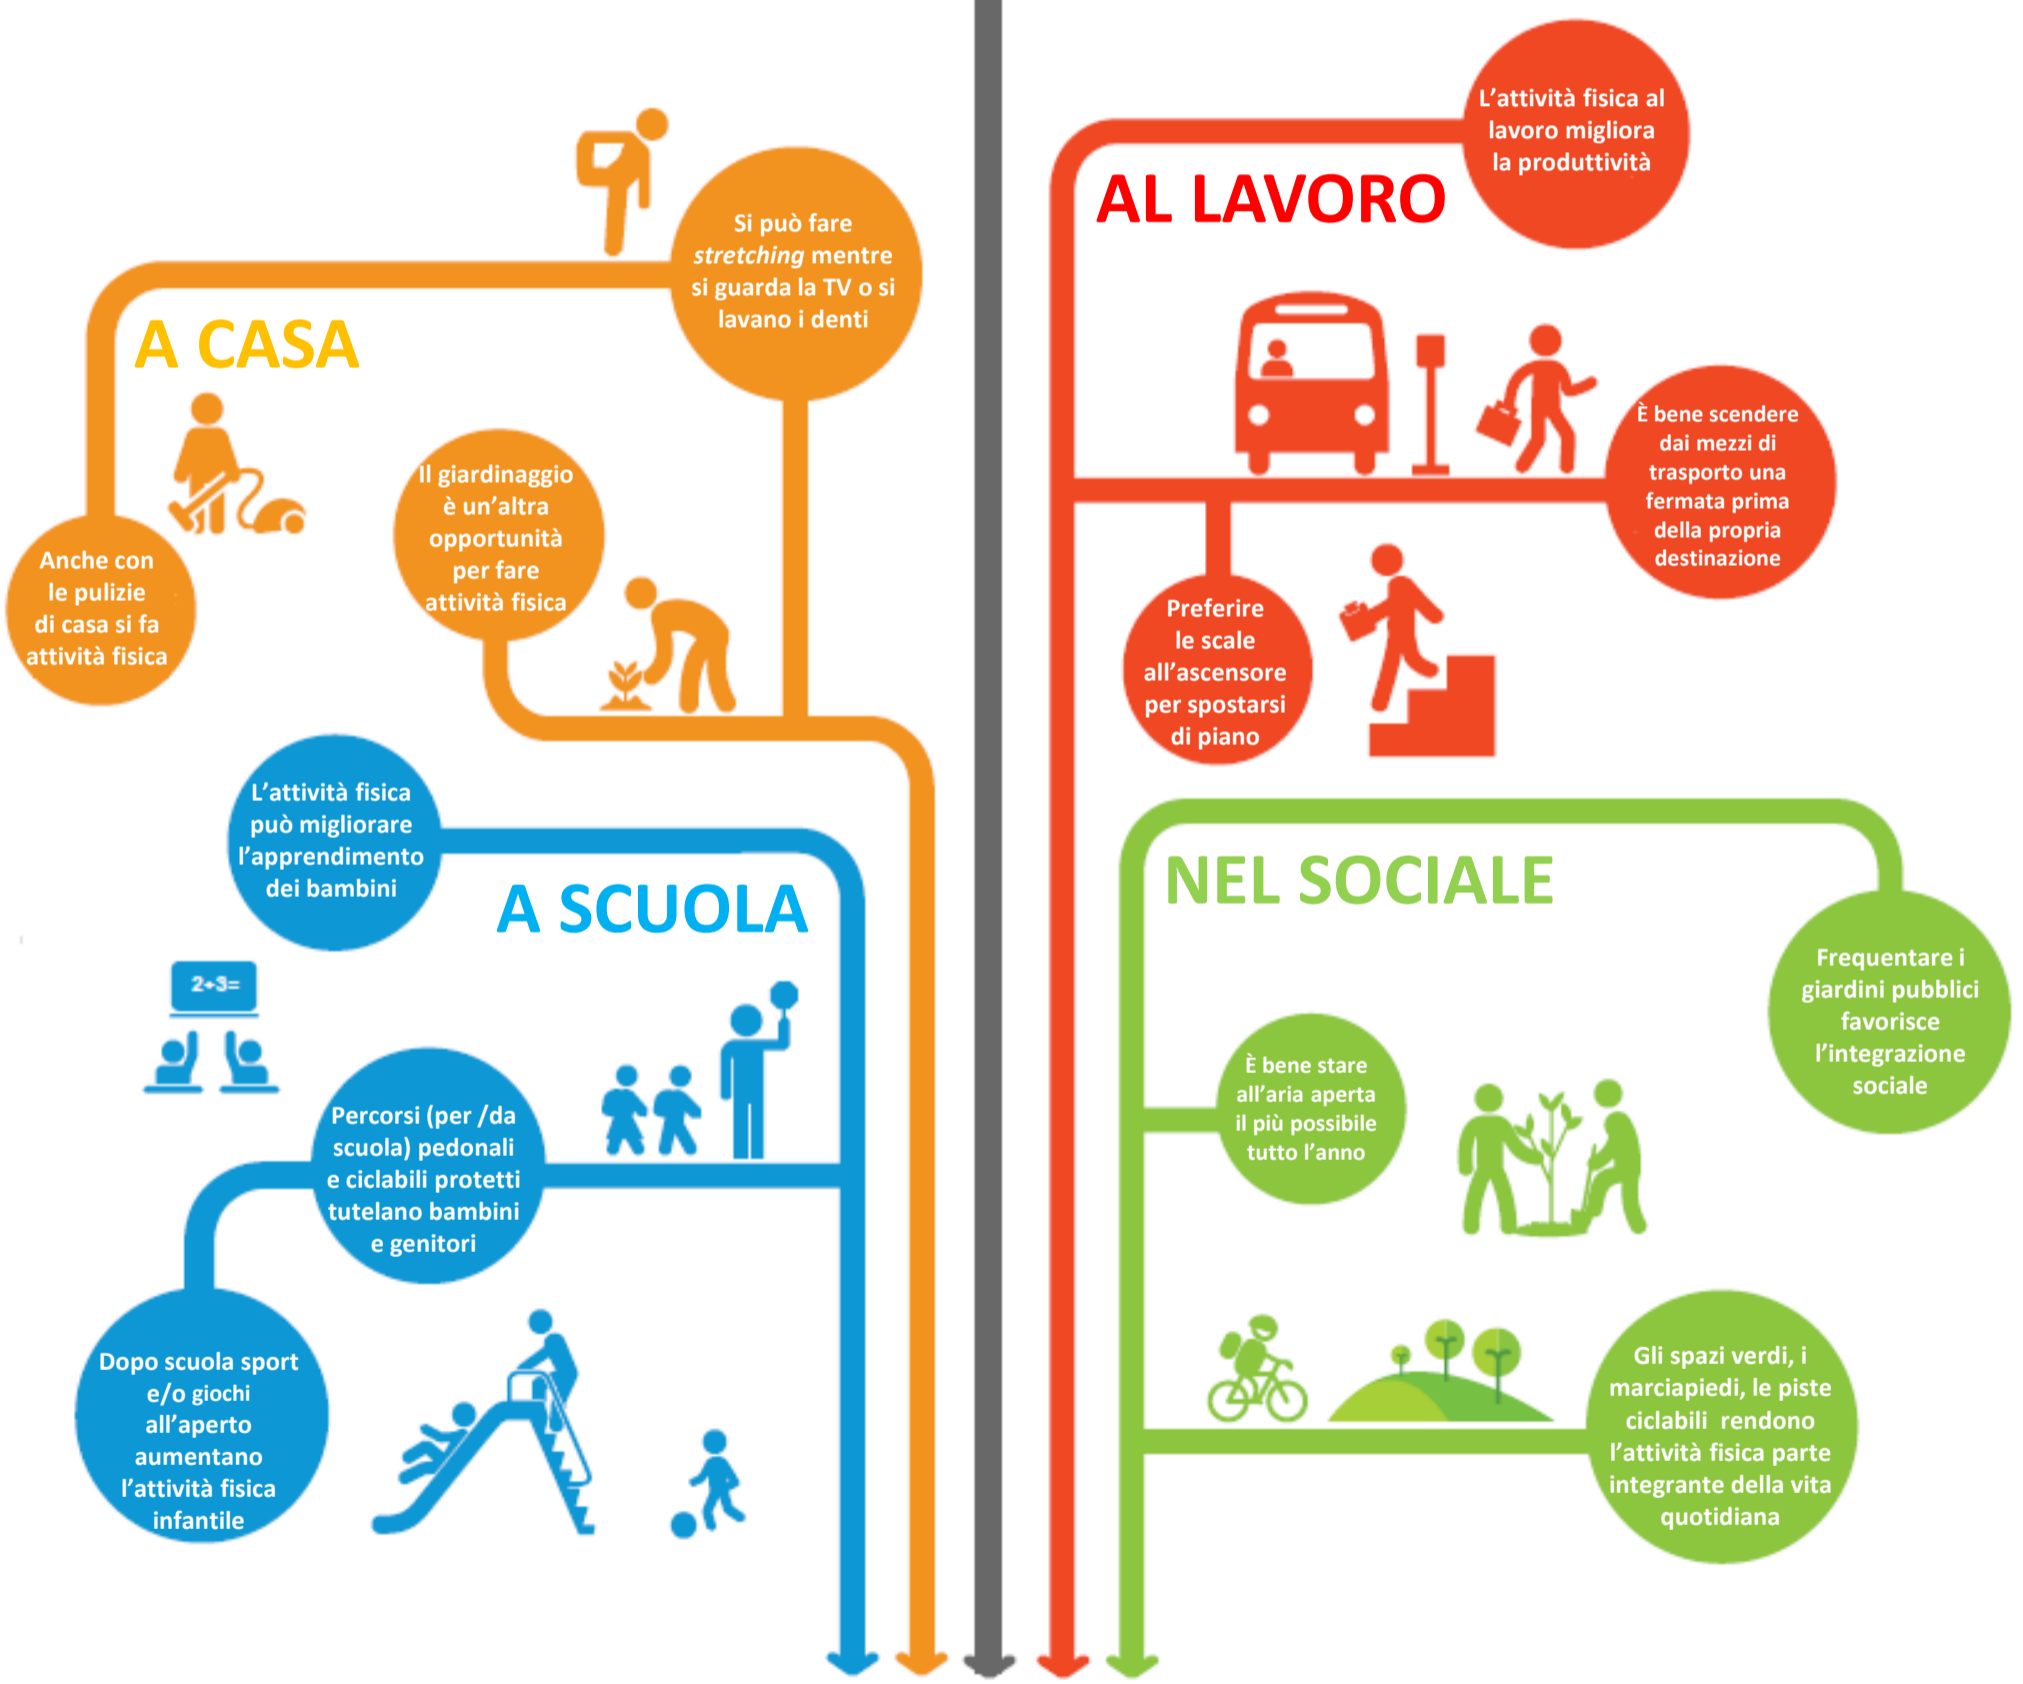 A CASA
Si può fare
stretching mentre
si guarda la TV o si
lavano i denti
Il giardinaggio
è un'altra
opportunità
per fare
attività fisica
Anche con
le pulizie
di casa si fa
attività fisica
A SCUOLA
L'attività fisica
può migliorare
l'apprendimento
dei bambini
2+3=
Percorsi (per /da
scuola) pedonali
e ciclabili protetti
tutelano bambini
e genitori
Dopo scuola sport
e/o giochi
all'aperto
aumentano
l'attività fisica
infantile
AL LAVORO
L'attività fisica al
lavoro migliora
la produttività
È bene scendere
dai mezzi di
trasporto una
fermata prima
della propria
destinazione
Preferire
le scale
all'ascensore
per spostarsi
di piano
NEL SOCIALE
Frequentare i
giardini pubblici
favorisce
l'integrazione
sociale
È bene stare
all'aria aperta
il più possibile
tutto l'anno
Gli spazi verdi, i
marciapiedi, le piste
ciclabili rendono
l'attività fisica parte
integrante della vita
quotidiana